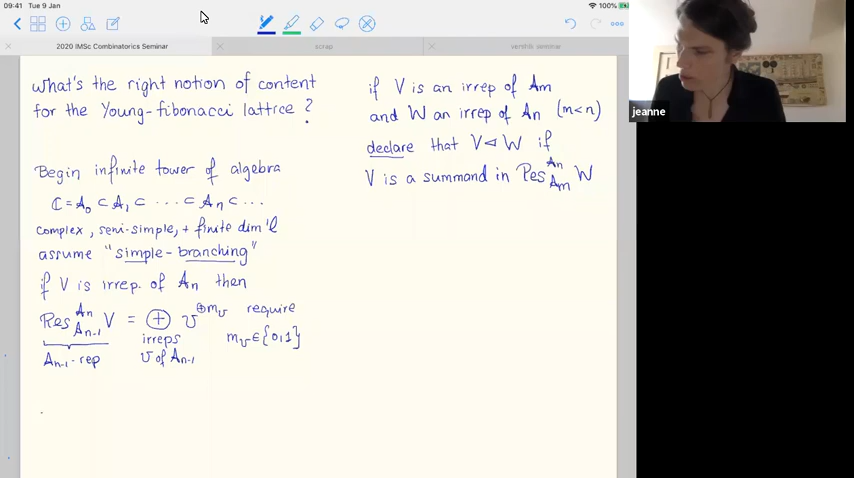 09:41 Tue 9 Jan
100%
2020 IMSc Combinatorics Seminar
scrap
vershik seminar
what's the right notion of content
for the Young-fibonacci lattice ?
Begin infinite tower of algebra
ℂ = A₀ ⊂ A₁ ⊂ ··· ⊂ Aₙ ⊂ ···
complex, semi-simple, + finite dim'l
assume "simple-branching"
if V is irrep. of Aₙ then
Res^{Aₙ}_{Aₙ₋₁} V = ⊕ υ^{⊕m_υ} require
irreps m_υ ∈ {0,1}
Aₙ₋₁-rep υ of Aₙ₋₁
if V is an irrep of Am
and W an irrep of An (m<n)
declare that V ⊲ W if
V is a summand in Res^{An}_{Am} W
jeanne